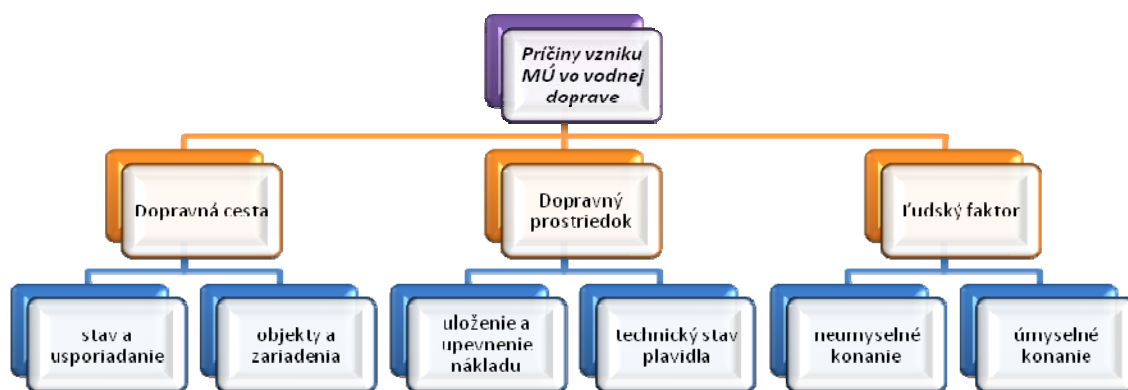 Príčiny vzniku
MÚ vo vodnej
doprave
Dopravná cesta
Dopravný
prostriedok
Ľudský faktor
stav a
usporiadanie
objekty a
zariadenia
uloženie a
upevnenie
nákladu
technický stav
plavidla
neumyselné
konanie
úmyselné
konanie